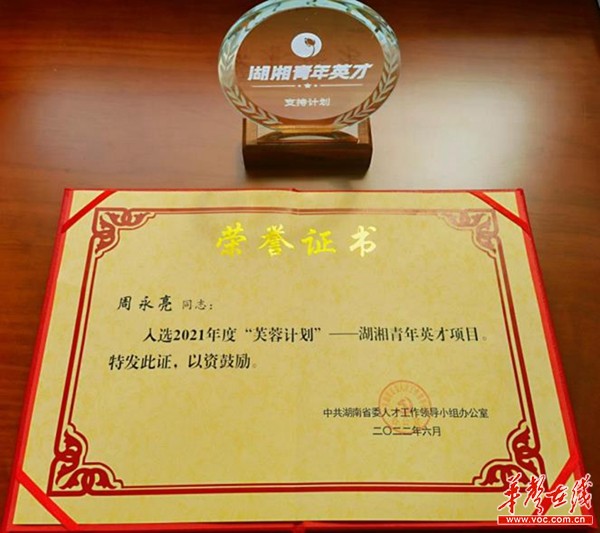 湖湘青年英才
支持计划
荣誉证书
周永亮 同志：
入选2021年度“芙蓉计划”——湖湘青年英才项目。
特发此证，以资鼓励。
中共湖南省委人才工作领导小组办公室
二〇二二年六月
华声在线
www.voc.com.cn